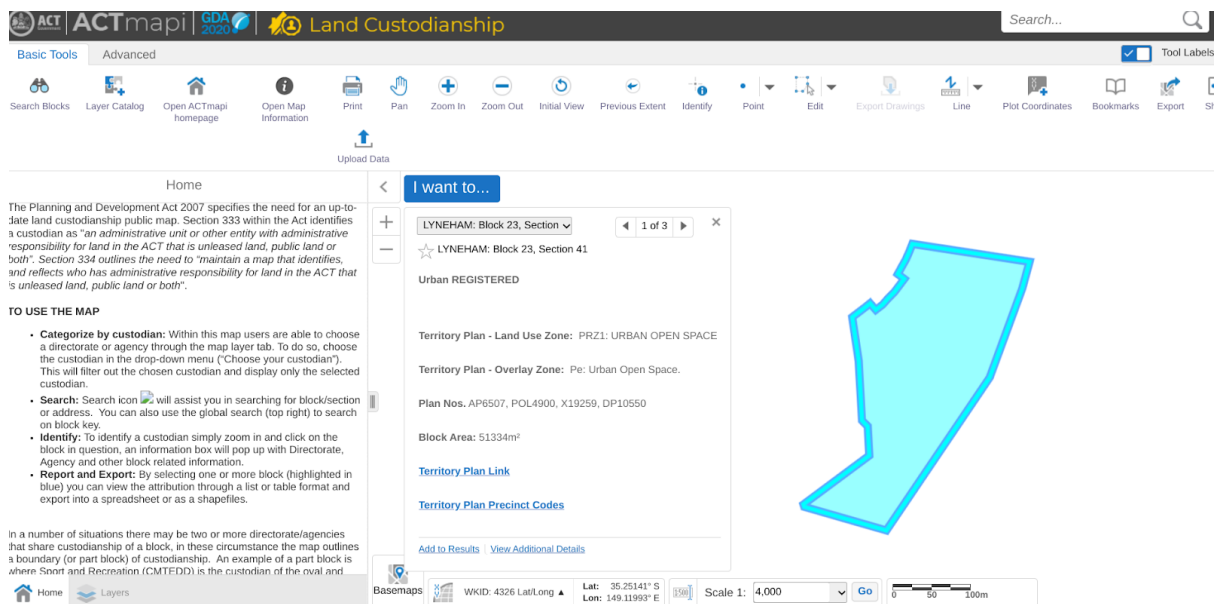 ACT Government ACTmapi GDA 2020 Land Custodianship
Search...
Basic Tools Advanced
Tool Labels
Search Blocks Layer Catalog Open ACTmapi homepage Open Map Information Print Pan Zoom In Zoom Out Initial View Previous Extent Identify Point Edit Export Drawings Line Plot Coordinates Bookmarks Export
Upload Data
Home
The Planning and Development Act 2007 specifies the need for an up-to-
date land custodianship public map. Section 333 within the Act identifies
a custodian as "an administrative unit or other entity with administrative
responsibility for land in the ACT that is unleased land, public land or
both". Section 334 outlines the need to "maintain a map that identifies,
and reflects who has administrative responsibility for land in the ACT that
is unleased land, public land or both".
TO USE THE MAP
• Categorize by custodian: Within this map users are able to choose
a directorate or agency through the map layer tab. To do so, choose
the custodian in the drop-down menu ("Choose your custodian").
This will filter out the chosen custodian and display only the selected
custodian.
• Search: Search icon will assist you in searching for block/section
or address. You can also use the global search (top right) to search
on block key.
• Identify: To identify a custodian simply zoom in and click on the
block in question, an information box will pop up with Directorate,
Agency and other block related information.
• Report and Export: By selecting one or more block (highlighted in
blue) you can view the attribution through a list or table format and
export into a spreadsheet or as a shapefiles.
In a number of situations there may be two or more directorate/agencies
that share custodianship of a block, in these circumstance the map outlines
a boundary (or part block) of custodianship. An example of a part block is
where Sport and Recreation (CMTEDD) is the custodian of the oval and
Home Layers
I want to...
LYNEHAM: Block 23, Section
1 of 3
LYNEHAM: Block 23, Section 41
Urban REGISTERED
Territory Plan - Land Use Zone: PRZ1: URBAN OPEN SPACE
Territory Plan - Overlay Zone: Pe: Urban Open Space.
Plan Nos. AP6507, POL4900, X19259, DP10550
Block Area: 51334m²
Territory Plan Link
Territory Plan Precinct Codes
Add to Results View Additional Details
Basemaps
WKID: 4326 Lat/Long ▲
Lat: 35.25141° S
Lon: 149.11993° E
1500
Scale 1: 4,000 Go
0 50 100m